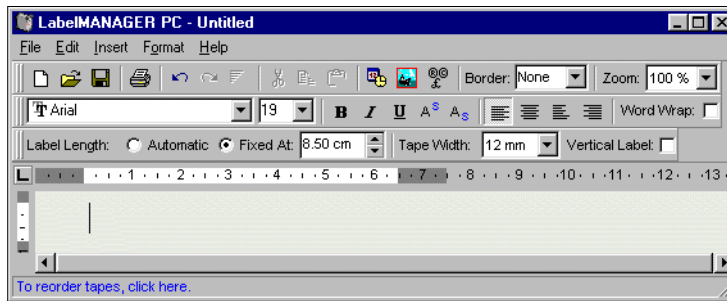 LabelMANAGER PC - Untitled
File Edit Insert Format Help
Border: None Zoom: 100 %
Arial 19 B I U A S A S Word Wrap:
Label Length: Automatic Fixed At: 8.50 cm Tape Width: 12 mm Vertical Label:
L 1 2 3 4 5 6 7 8 9 10 11 12 13
To reorder tapes, click here.